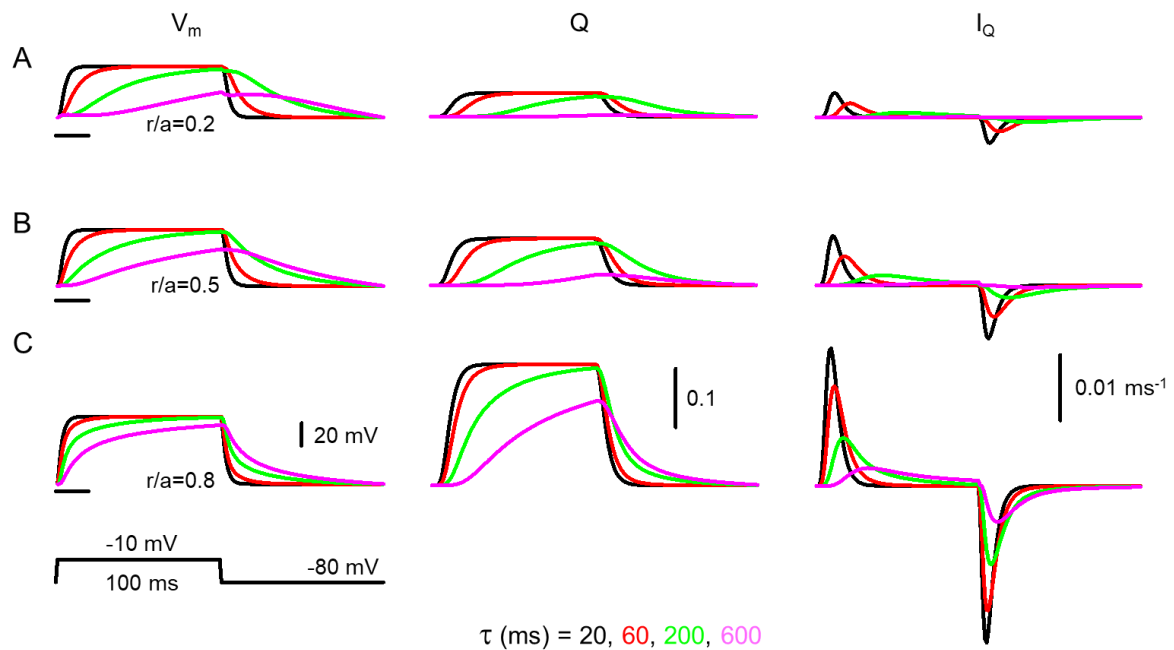 Vm Q IQ
A
r/a=0.2
B
r/a=0.5
C
0.1
0.01 ms-1
20 mV
r/a=0.8
-10 mV
100 ms
-80 mV
τ (ms) = 20, 60, 200, 600